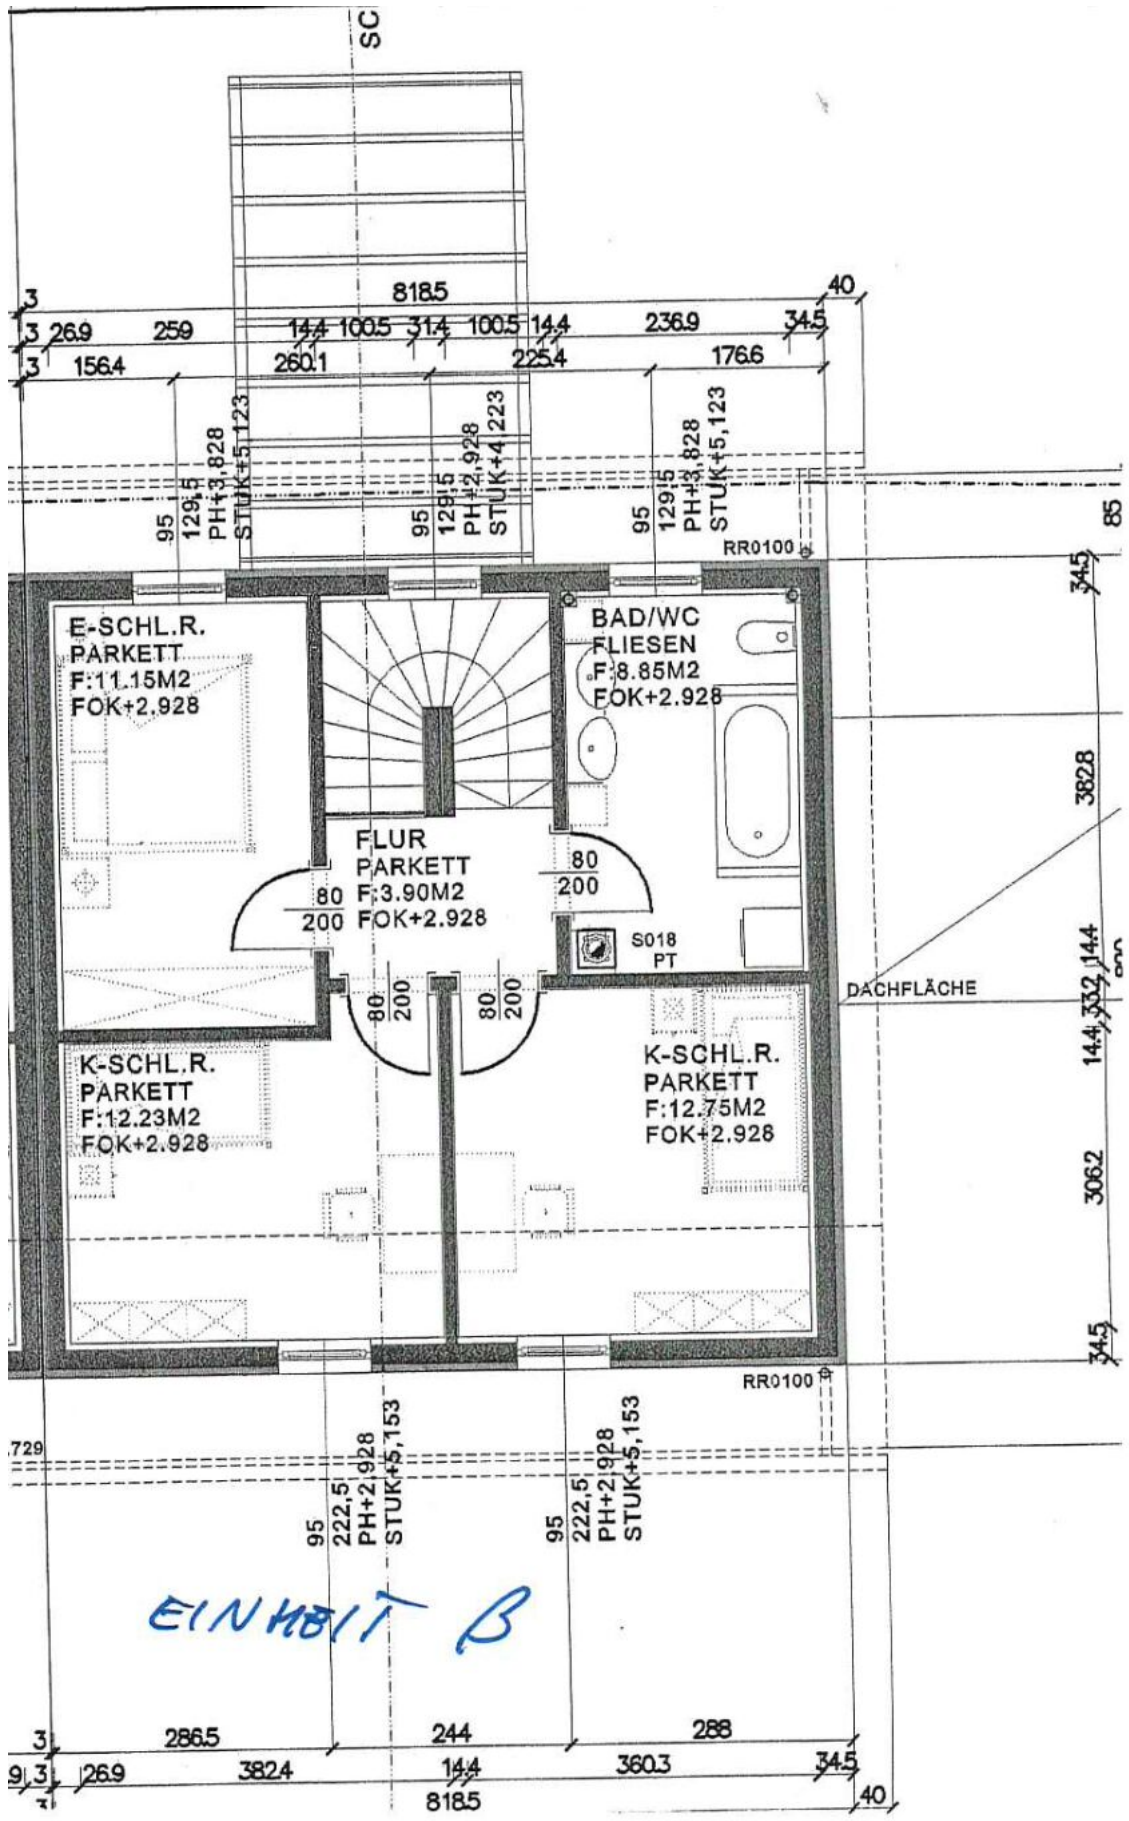 SC
3
818.5
40
3 26.9 259 14.4 100.5 31.4 100.5 14.4 236.9 34.5
3 156.4 260.1 225.4 176.6
95
129,5
PH+3,828
STUK+5,123
95
129,5
PH+2,928
STUK+4,223
95
129,5
PH+3,828
STUK+5,123
RR0100
85
E-SCHL.R.
PARKETT
F:11.15M2
FOK+2.928
BAD/WC
FLIESEN
F:8.85M2
FOK+2.928
FLUR
PARKETT
F:3.90M2
FOK+2.928
80
200
80
200
S018
PT
80
200
80
200
DACHFLÄCHE
K-SCHL.R.
PARKETT
F:12.23M2
FOK+2.928
K-SCHL.R.
PARKETT
F:12.75M2
FOK+2.928
34.5
382.8
14.4
33.2
14.4
306.2
34.5
RR0100
.729
95
222,5
PH+2,928
STUK+5,153
95
222,5
PH+2,928
STUK+5,153
EINHEIT B
3 286.5 244 288
9 3 26.9 382.4 14.4 360.3 34.5
818.5
40